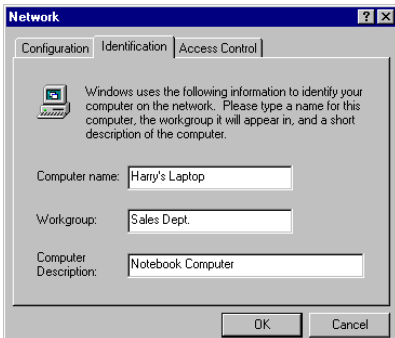 Network
Configuration Identification Access Control
Windows uses the following information to identify your
computer on the network. Please type a name for this
computer, the workgroup it will appear in, and a short
description of the computer.
Computer name: Harry's Laptop
Workgroup: Sales Dept.
Computer
Description: Notebook Computer
OK Cancel